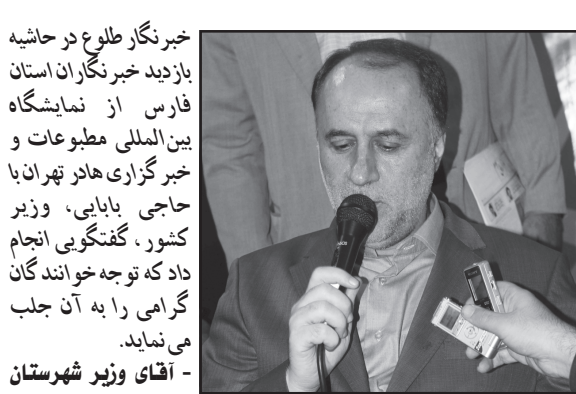 خبرنگار طلوع در حاشیه
بازدید خبرنگاران استان
فارس از نمایشگاه
بین‌المللی مطبوعات و
خبرگزاری‌هادر تهران‌با
حاجی بابایی، وزیر
کشور، گفتگویی انجام
داد که توجه‌خوانندگان
گرامی را به آن جلب
می‌نماید.
- آقای وزیر شهرستان